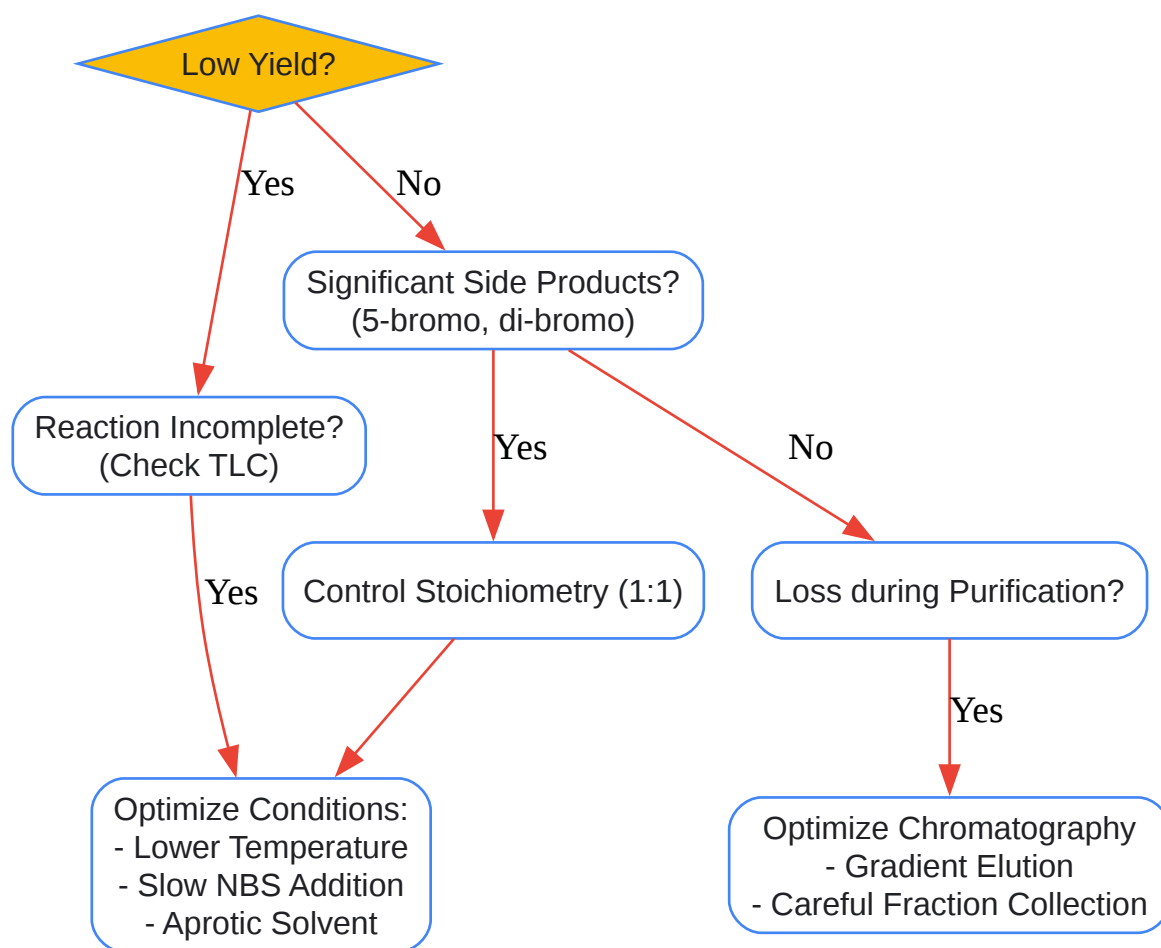 Low Yield?
Yes
No
Significant Side Products?
(5-bromo, di-bromo)
Reaction Incomplete?
(Check TLC)
Yes
No
Yes
Control Stoichiometry (1:1)
Loss during Purification?
Yes
Optimize Conditions:
- Lower Temperature
- Slow NBS Addition
- Aprotic Solvent
Optimize Chromatography
- Gradient Elution
- Careful Fraction Collection